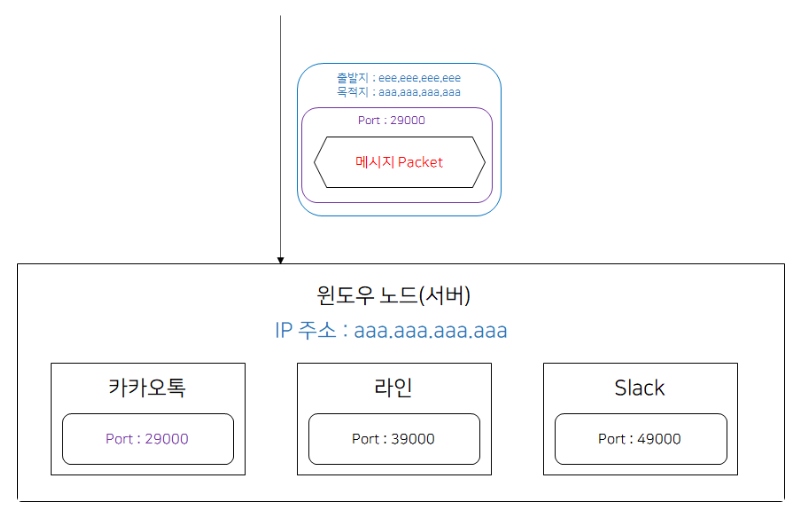 출발지 : eee.eee.eee.eee
목적지 : aaa.aaa.aaa.aaa
Port : 29000
메시지 Packet
윈도우 노드(서버)
IP 주소 : aaa.aaa.aaa.aaa
카카오톡
Port : 29000
라인
Port : 39000
Slack
Port : 49000